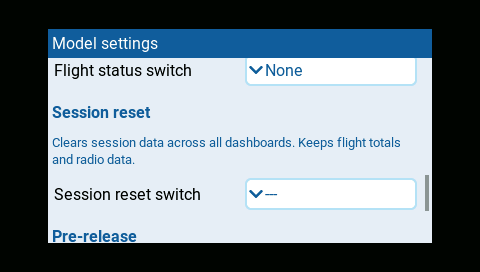 Model settings
Flight status switch
None
Session reset
Clears session data across all dashboards. Keeps flight totals
and radio data.
Session reset switch
---
Pre-release